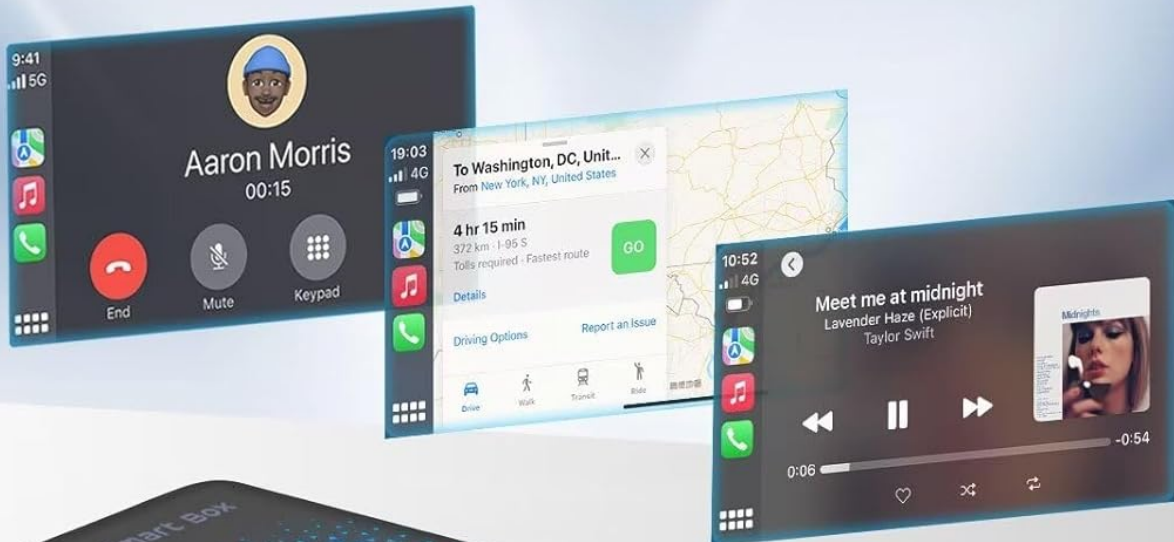 9:41
5G
Aaron Morris
00:15
End
Mute
Keypad
19:03
4G
To Washington, DC, Unit...
From New York, NY, United States
4 hr 15 min
372 km · I-95 S
Tolls required · Fastest route
GO
Details
Driving Options
Report an Issue
Drive
Walk
Transit
Ride
10:52
4G
Meet me at midnight
Lavender Haze (Explicit)
Taylor Swift
Midnights
0:06
-0:54
mart Box